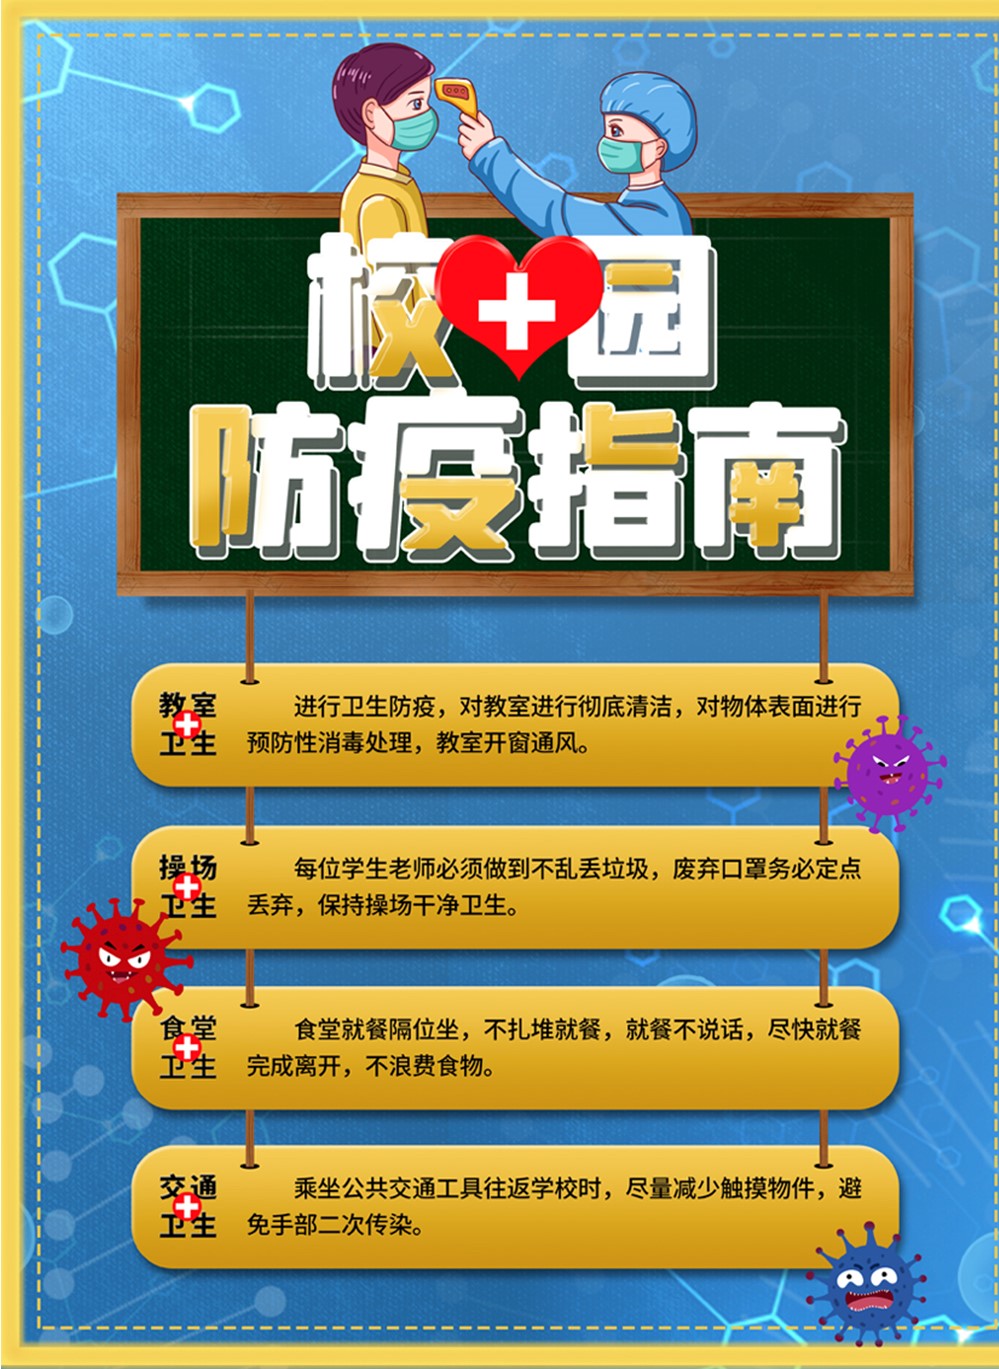 校园
防疫指南
教室
卫生
进行卫生防疫，对教室进行彻底清洁，对物体表面进行
预防性消毒处理，教室开窗通风。
操场
卫生
每位学生老师必须做到不乱丢垃圾，废弃口罩务必定点
丢弃，保持操场干净卫生。
食堂
卫生
食堂就餐隔位坐，不扎堆就餐，就餐不说话，尽快就餐
完成离开，不浪费食物。
交通
卫生
乘坐公共交通工具往返学校时，尽量减少触摸物件，避
免手部二次传染。